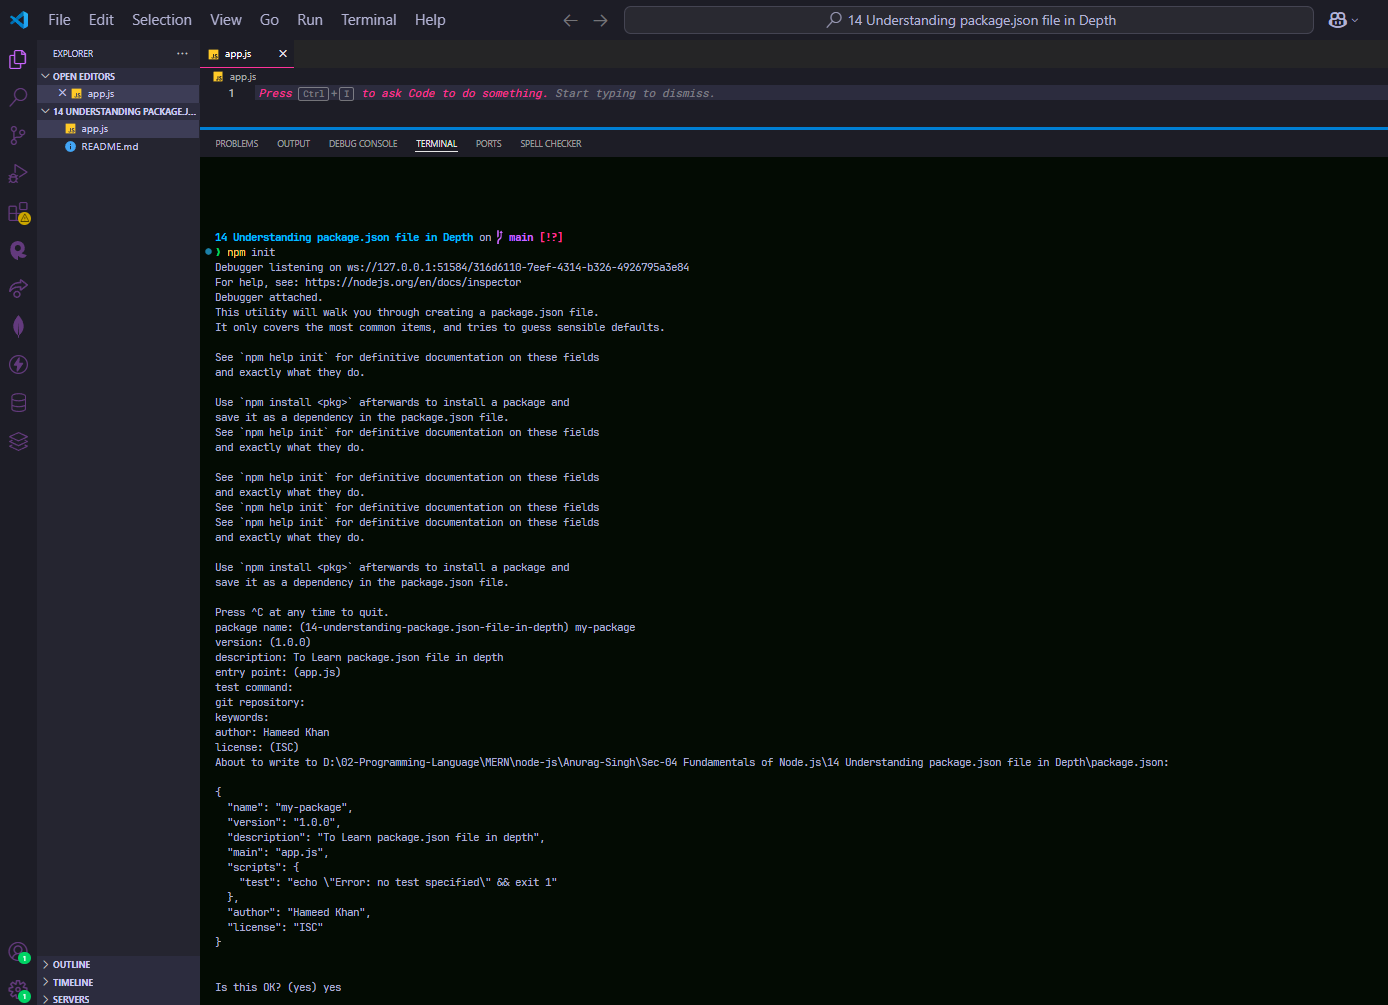 File Edit Selection View Go Run Terminal Help
14 Understanding package.json file in Depth
EXPLORER
OPEN EDITORS
app.js
14 UNDERSTANDING PACKAGE.J...
app.js
README.md
OUTLINE
TIMELINE
SERVERS
1
1
app.js
app.js
1 Press Ctrl+I to ask Code to do something. Start typing to dismiss.
PROBLEMS OUTPUT DEBUG CONSOLE TERMINAL PORTS SPELL CHECKER
14 Understanding package.json file in Depth on main [!?]
❯ npm init
Debugger listening on ws://127.0.0.1:51584/316d6110-7eef-4314-b326-4926795a3e84
For help, see: https://nodejs.org/en/docs/inspector
Debugger attached.
This utility will walk you through creating a package.json file.
It only covers the most common items, and tries to guess sensible defaults.
See `npm help init` for definitive documentation on these fields
and exactly what they do.
Use `npm install <pkg>` afterwards to install a package and
save it as a dependency in the package.json file.
See `npm help init` for definitive documentation on these fields
and exactly what they do.
See `npm help init` for definitive documentation on these fields
and exactly what they do.
See `npm help init` for definitive documentation on these fields
See `npm help init` for definitive documentation on these fields
and exactly what they do.
Use `npm install <pkg>` afterwards to install a package and
save it as a dependency in the package.json file.
Press ^C at any time to quit.
package name: (14-understanding-package.json-file-in-depth) my-package
version: (1.0.0)
description: To Learn package.json file in depth
entry point: (app.js)
test command:
git repository:
keywords:
author: Hameed Khan
license: (ISC)
About to write to D:\02-Programming-Language\MERN\node-js\Anurag-Singh\Sec-04 Fundamentals of Node.js\14 Understanding package.json file in Depth\package.json:
{
"name": "my-package",
"version": "1.0.0",
"description": "To Learn package.json file in depth",
"main": "app.js",
"scripts": {
"test": "echo \"Error: no test specified\" && exit 1"
},
"author": "Hameed Khan",
"license": "ISC"
}
Is this OK? (yes) yes